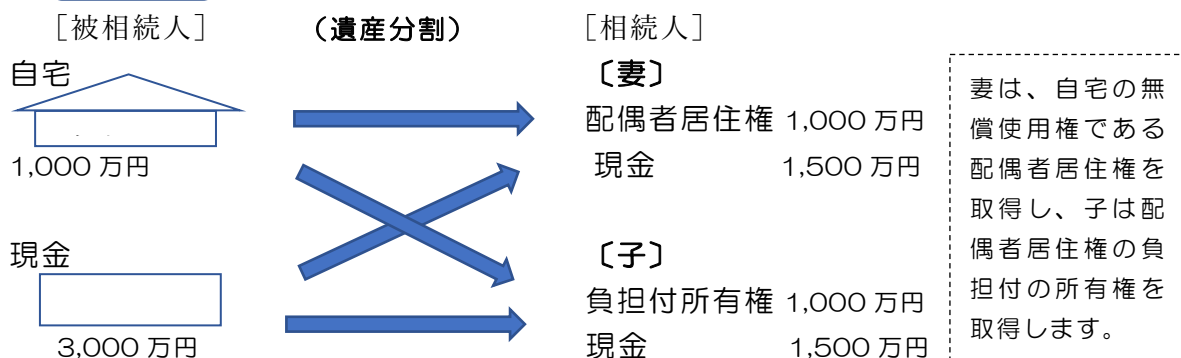 [被相続人] (遺産分割) [相続人]
自宅
1,000 万円
現金
3,000 万円
〔妻〕
配偶者居住権 1,000 万円
現金 1,500 万円
〔子〕
負担付所有権 1,000 万円
現金 1,500 万円
妻は、自宅の無
償使用権である
配偶者居住権を
取得し、子は配
偶者居住権の負
担付の所有権を
取得します。